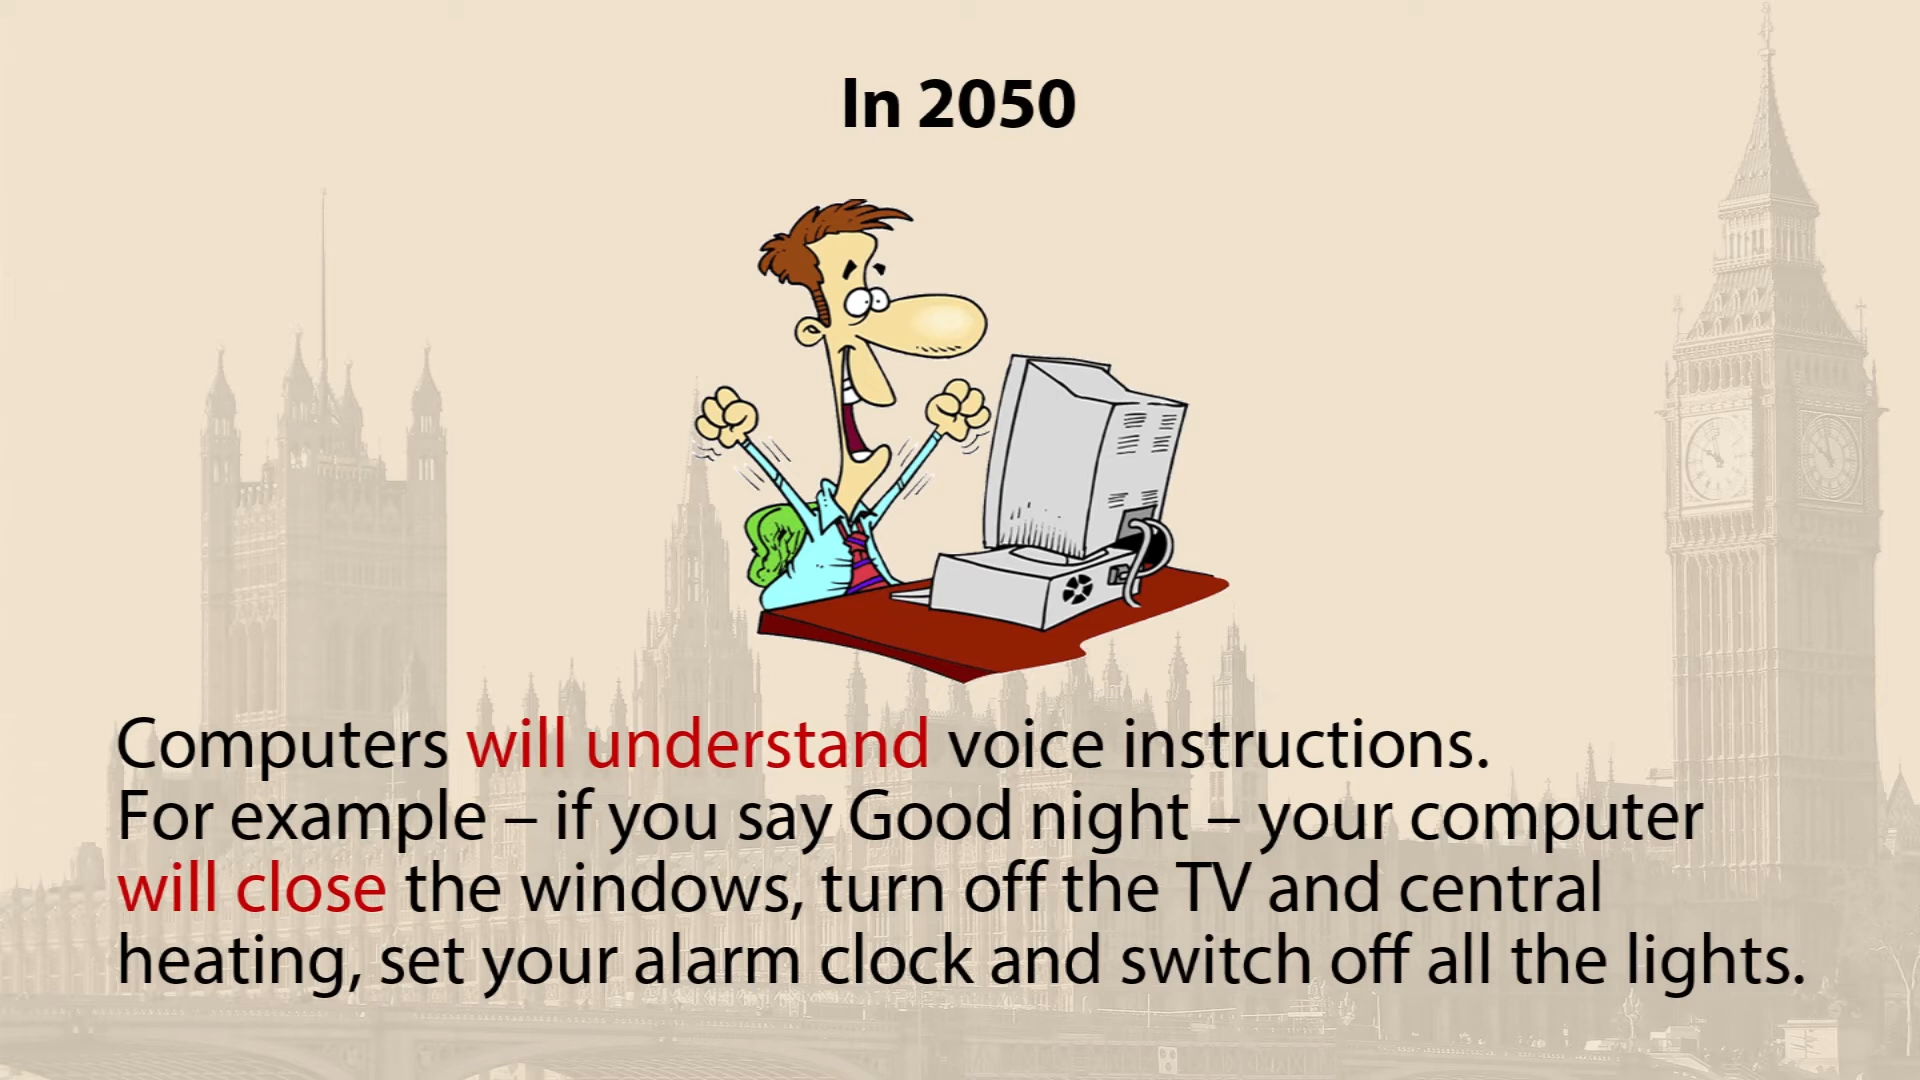 In 2050
Computers will understand voice instructions.
For example – if you say Good night – your computer
will close the windows, turn off the TV and central
heating, set your alarm clock and switch off all the lights.